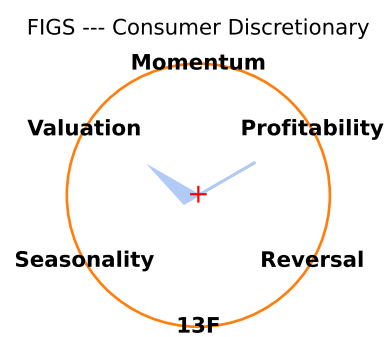 FIGS --- Consumer Discretionary
Momentum
Valuation
Profitability
Seasonality
Reversal
13F